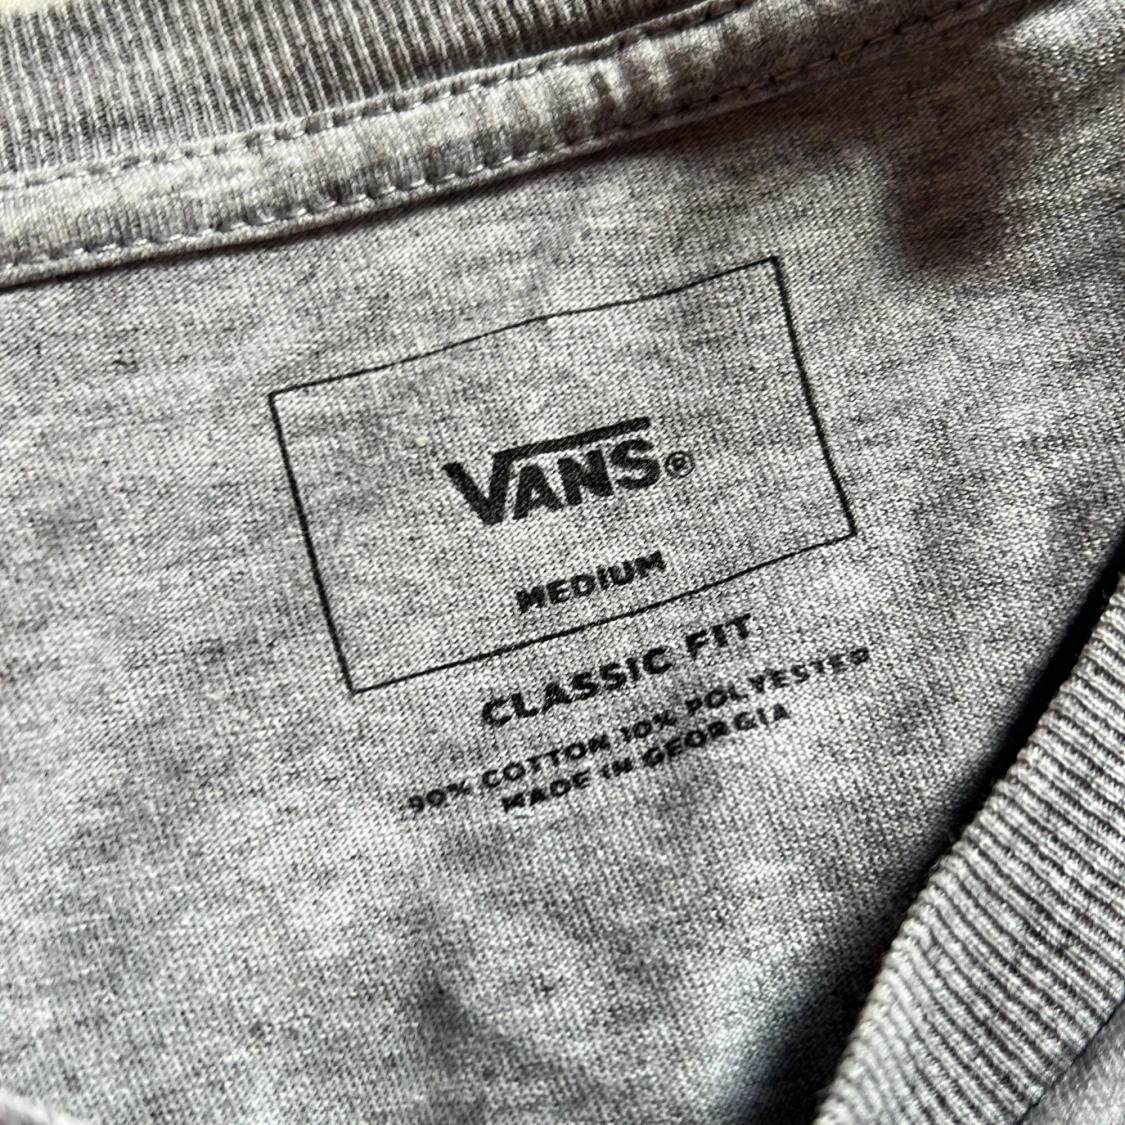 VANS®
MEDIUM
CLASSIC FIT
90% COTTON 10% POLYESTER
MADE IN GEORGIA